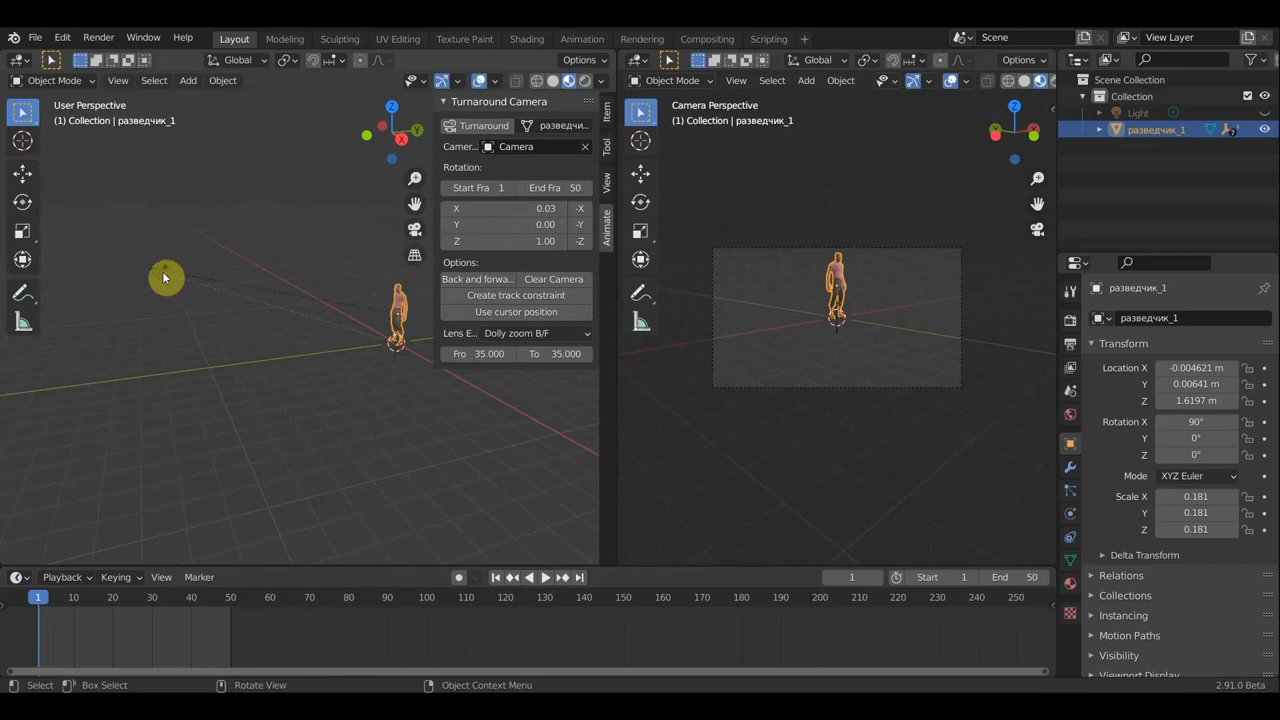 File Edit Render Window Help Layout Modeling Sculpting UV Editing Texture Paint Shading Animation Rendering Compositing Scripting Scene View Layer
Global Options Global Options
Object Mode View Select Add Object Object Mode View Select Add Object Scene Collection
User Perspective
(1) Collection | разведчик_1
Turnaround Camera
Turnaround разведчи...
Camer... Camera
Rotation:
Start Fra 1 End Fra 50
X 0.03 -X
Y 0.00 -Y
Z 1.00 -Z
Options:
Back and forwa... Clear Camera
Create track constraint
Use cursor position
Lens E... Dolly zoom B/F
Fro 35.000 To 35.000
Item
Tool
View
Animate
Camera Perspective
(1) Collection | разведчик_1
Collection
Light
разведчик_1
разведчик_1
разведчик_1
Transform
Location X -0.004621 m
Y 0.00641 m
Z 1.6197 m
Rotation X 90°
Y 0°
Z 0°
Mode XYZ Euler
Scale X 0.181
Y 0.181
Z 0.181
Delta Transform
Relations
Collections
Instancing
Motion Paths
Visibility
Viewport Display
Playback Keying View Marker 1 Start 1 End 50
1 10 20 30 40 50 60 70 80 90 100 110 120 130 140 150 160 170 180 190 200 210 220 230 240 250
Select Box Select Rotate View Object Context Menu 2.91.0 Beta